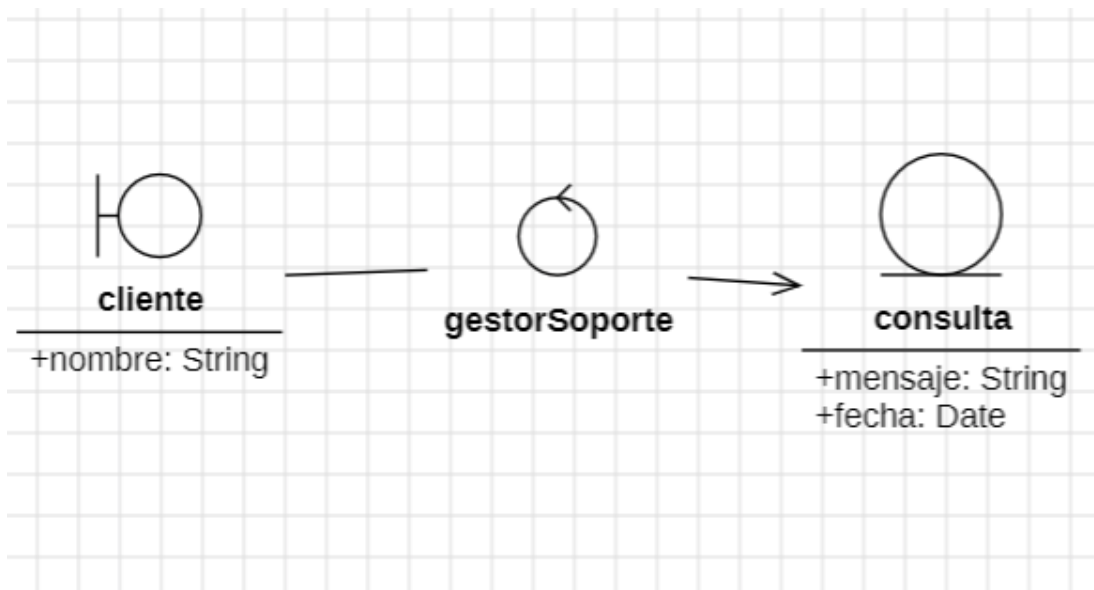 cliente
+nombre: String
gestorSoporte
consulta
+mensaje: String
+fecha: Date